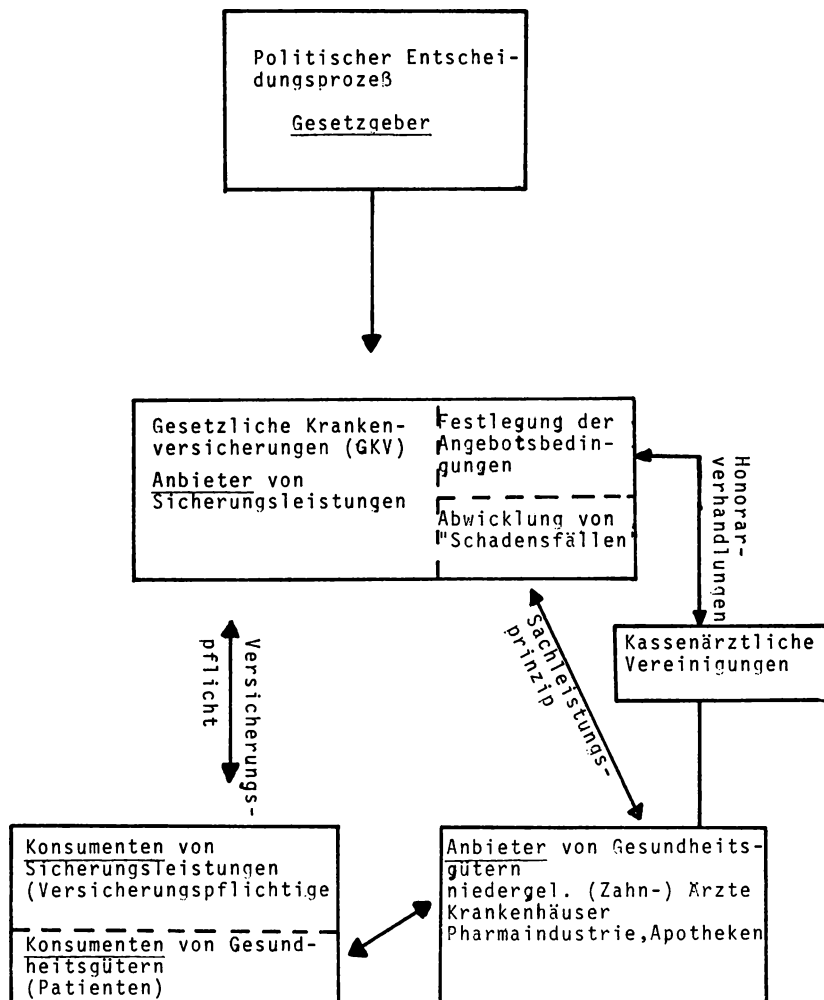 Politischer Entschei-
dungsprozeß
Gesetzgeber
Gesetzliche Kranken-
versicherungen (GKV)
Anbieter von
Sicherungsleistungen
Festlegung der
Angebotsbedin-
gungen
Abwicklung von
"Schadensfällen"
Honorar-
verhandlungen
Kassenärztliche
Vereinigungen
Versicherungs-
pflicht
Sachleistungs-
prinzip
Konsumenten von
Sicherungsleistungen
(Versicherungspflichtige
Konsumenten von Gesund-
heitsgütern
(Patienten)
Anbieter von Gesundheits-
gütern
niedergel. (Zahn-) Ärzte
Krankenhäuser
Pharmaindustrie,Apotheken